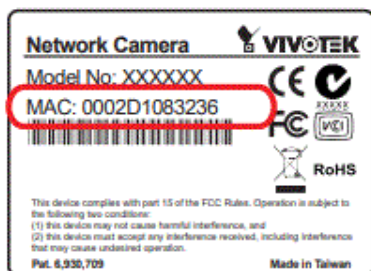 Network Camera VIVOTEK
Model No: XXXXXX
MAC: 0002D1083236
XXXXX
FC VCI
RoHS
This device complies with part 15 of the FCC Rules. Operation is subject to
the following two conditions:
(1) this device may not cause harmful interference, and
(2) this device must accept any interference received, including interference
that may cause undesired operation.
Pat. 6,930,709 Made in Taiwan